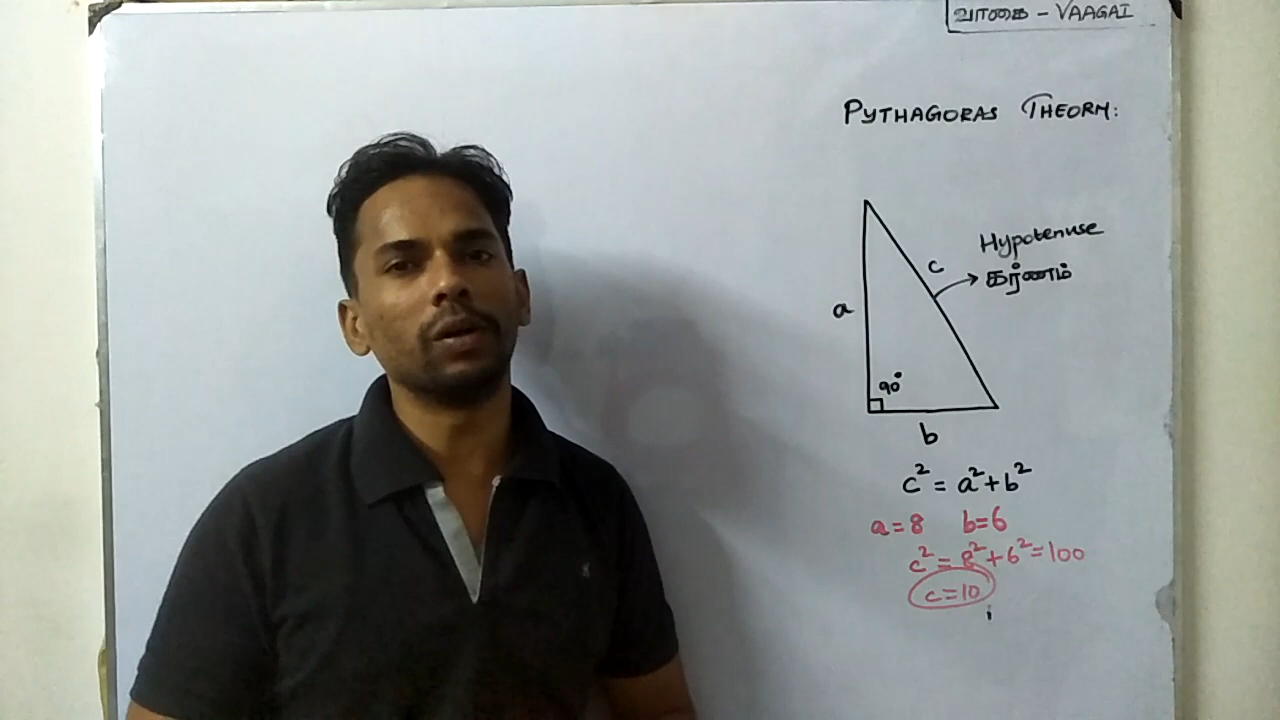 வாகை - VAAGAI
PYTHAGORAS THEORM:
Hypotenuse
c
கர்ணம்
a
90°
b
c² = a² + b²
a = 8 b = 6
c² = 8² + 6² = 100
c = 10